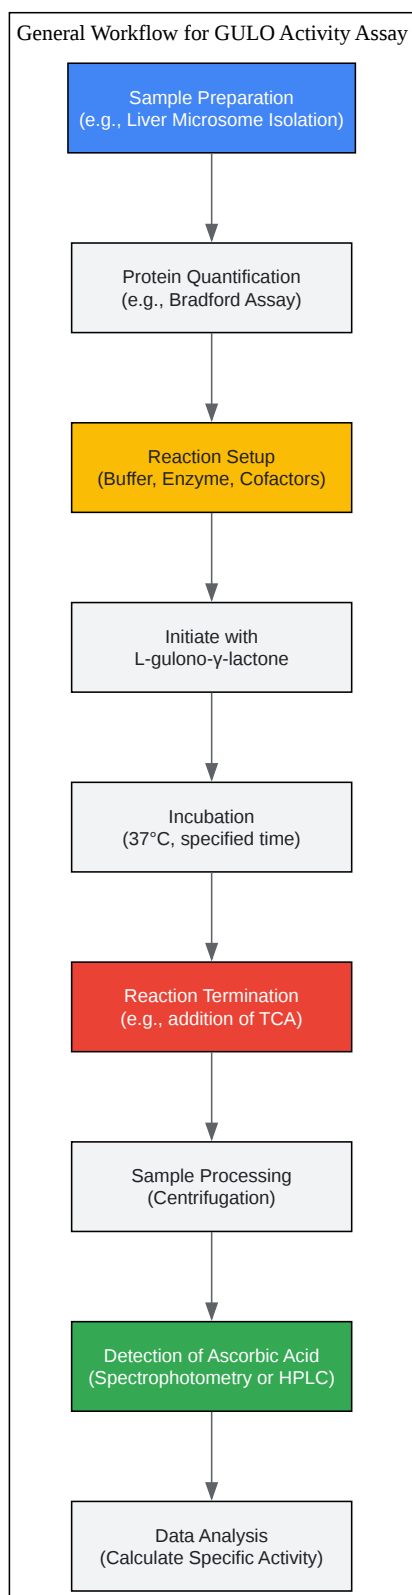 General Workflow for GULO Activity Assay
Sample Preparation
(e.g., Liver Microsome Isolation)
Protein Quantification
(e.g., Bradford Assay)
Reaction Setup
(Buffer, Enzyme, Cofactors)
Initiate with
L-gulono-γ-lactone
Incubation
(37°C, specified time)
Reaction Termination
(e.g., addition of TCA)
Sample Processing
(Centrifugation)
Detection of Ascorbic Acid
(Spectrophotometry or HPLC)
Data Analysis
(Calculate Specific Activity)